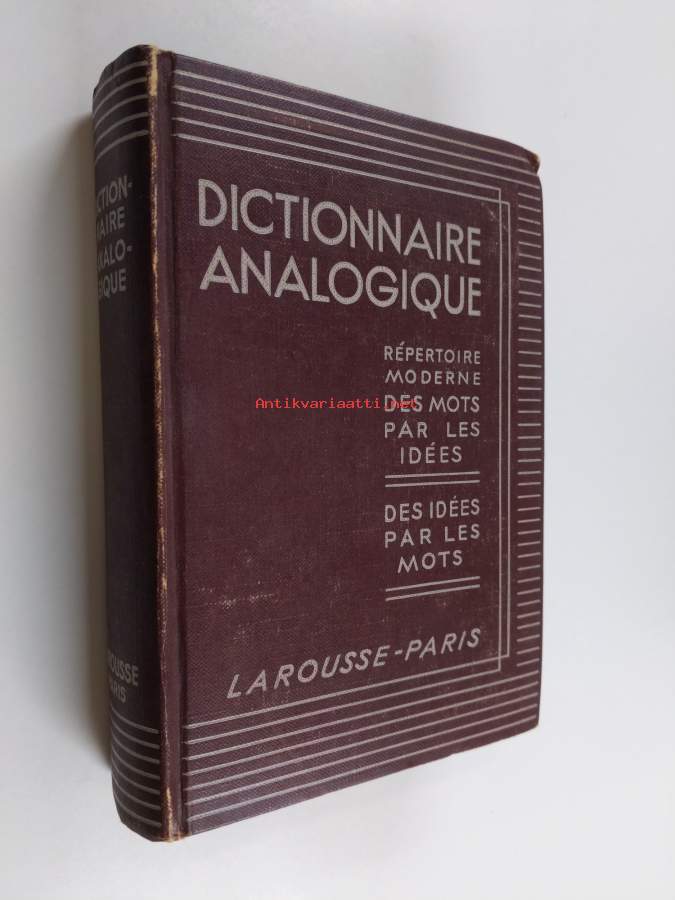 DICTION-
NAIRE
ANALO-
GIQUE
LAROUSSE
PARIS
DICTIONNAIRE
ANALOGIQUE
RÉPERTOIRE
MODERNE
DES MOTS
PAR LES
IDÉES
DES IDÉES
PAR LES
MOTS
LAROUSSE-PARIS
Antikvariaatti.net